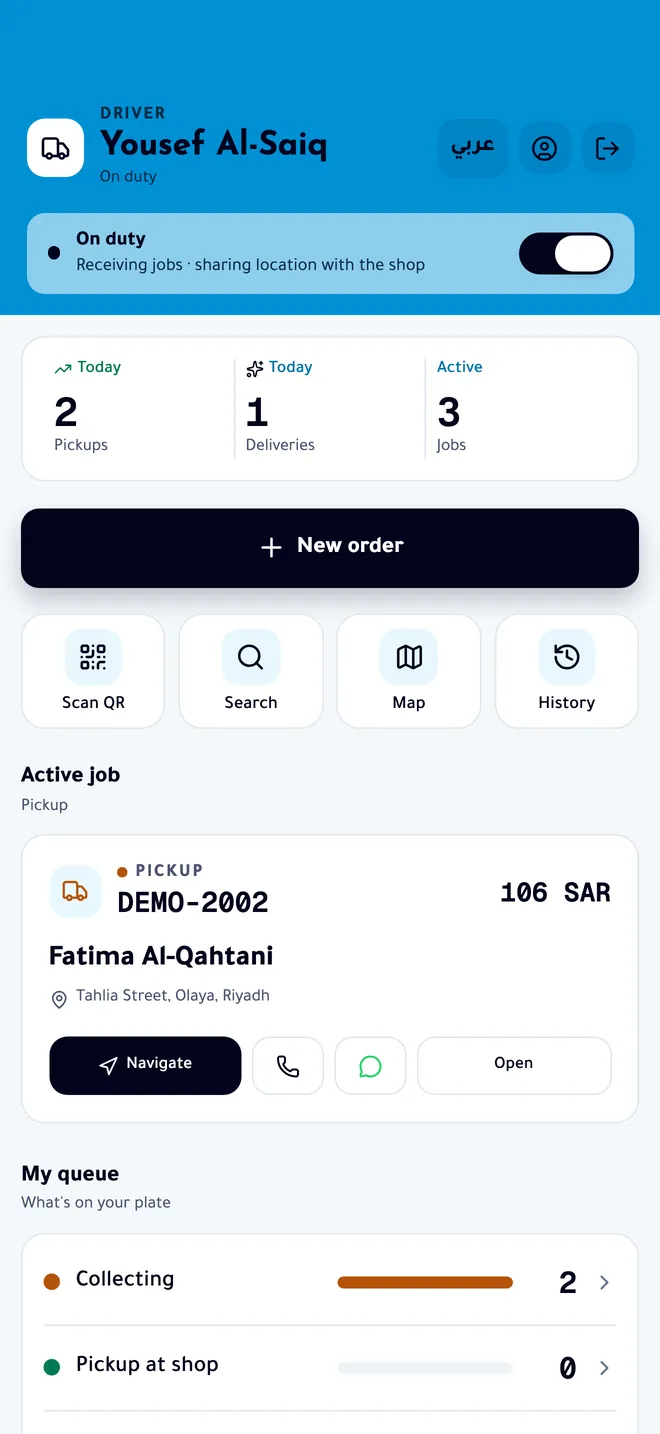 DRIVER
Yousef Al-Saiq
On duty
عربي
On duty
Receiving jobs · sharing location with the shop
Today
2
Pickups
Today
1
Deliveries
Active
3
Jobs
New order
Scan QR
Search
Map
History
Active job
Pickup
PICKUP
DEMO-2002
106 SAR
Fatima Al-Qahtani
Tahlia Street, Olaya, Riyadh
Navigate
Open
My queue
What's on your plate
Collecting
2
Pickup at shop
0